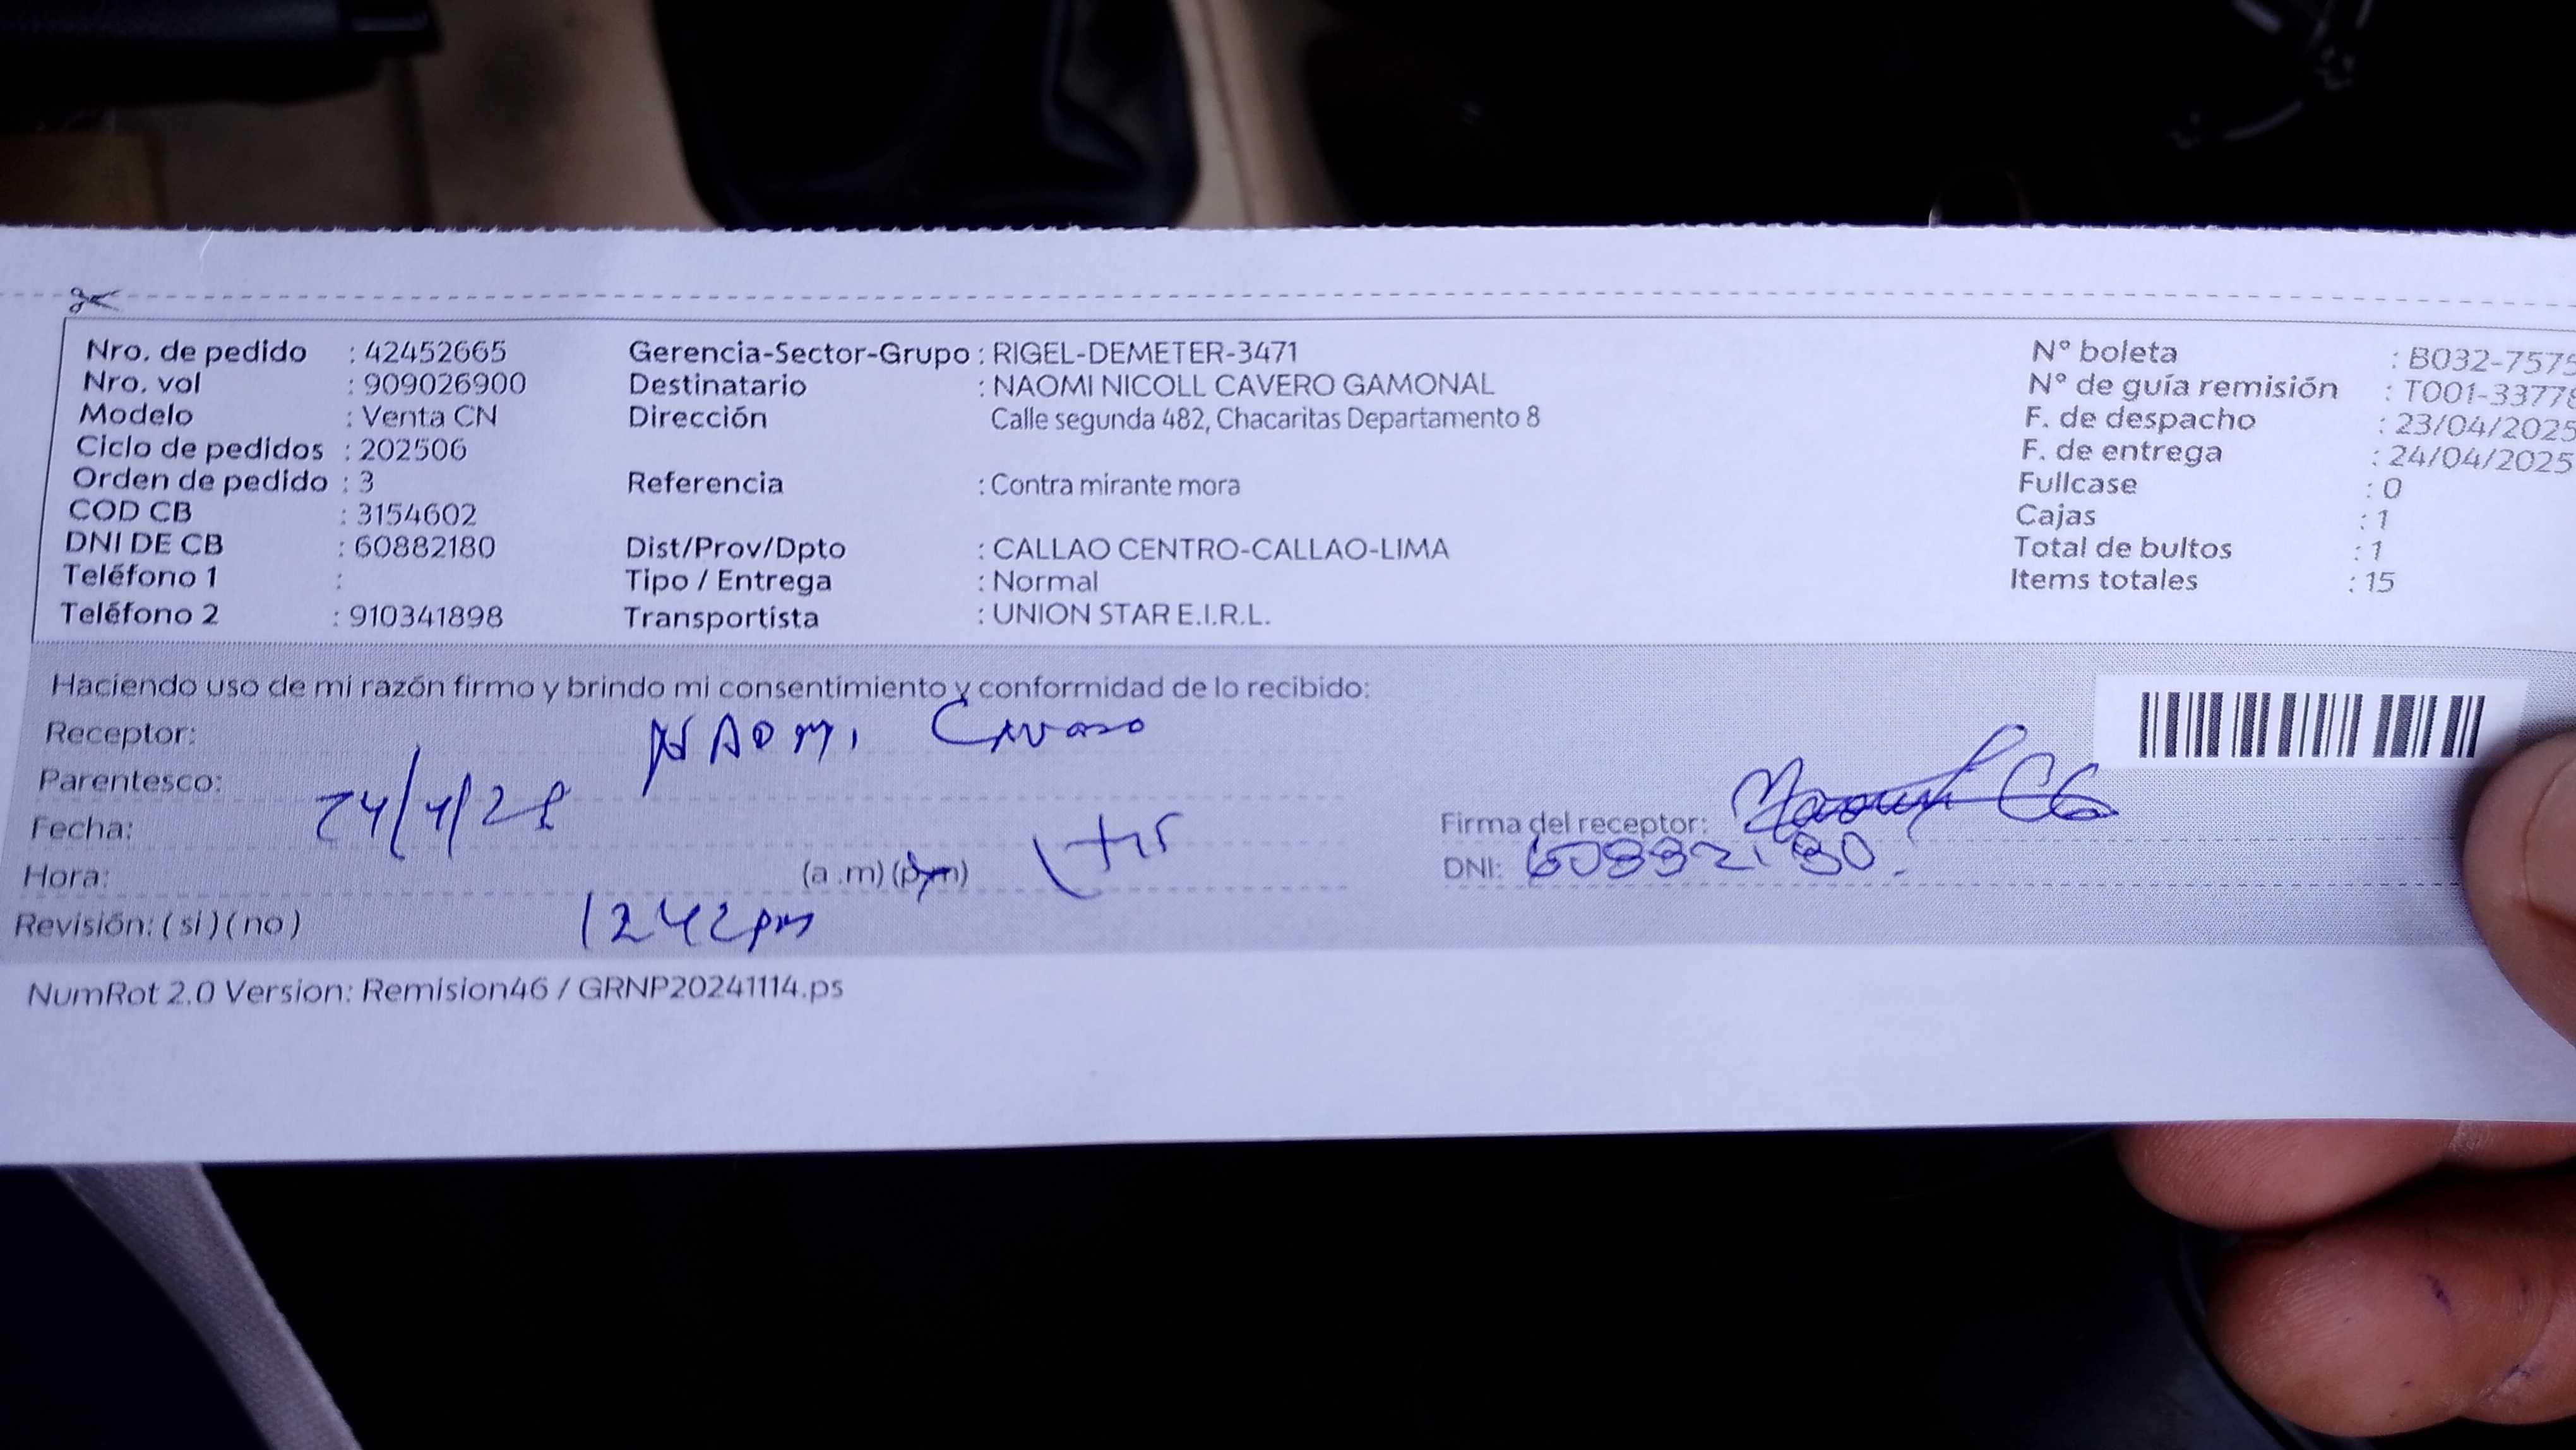 Nro. de pedido : 42452665
Nro. vol : 909026900
Modelo : Venta CN
Ciclo de pedidos : 202506
Orden de pedido : 3
COD CB : 3154602
DNI DE CB : 60882180
Teléfono 1 :
Teléfono 2 : 910341898
Gerencia-Sector-Grupo : RIGEL-DEMETER-3471
Destinatario : NAOMI NICOLL CAVERO GAMONAL
Dirección Calle segunda 482, Chacaritas Departamento 8
Referencia : Contra mirante mora
Dist/Prov/Dpto : CALLAO CENTRO-CALLAO-LIMA
Tipo / Entrega : Normal
Transportista : UNION STAR E.I.R.L.
N° boleta : B032-7575
N° de guía remisión : T001-33778
F. de despacho : 23/04/2025
F. de entrega : 24/04/2025
Fullcase : 0
Cajas : 1
Total de bultos : 1
Items totales : 15
Haciendo uso de mi razón firmo y brindo mi consentimiento y conformidad de lo recibido:
Receptor: NAOMI
Parentesco:
Fecha: 24/4/25
Hora: (a .m) (p.m)
1242pm
Revisión: ( si ) ( no )
Firma del receptor:
DNI: 60882180.
NumRot 2.0 Version: Remision46 / GRNP20241114.ps